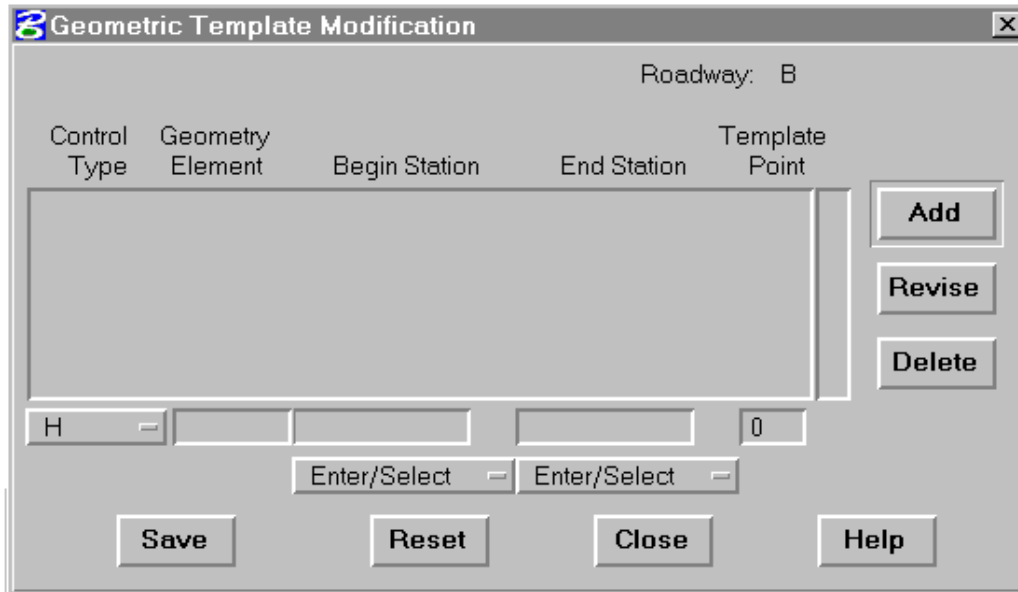 Geometric Template Modification
Roadway: B
Control Type
Geometry Element
Begin Station
End Station
Template Point
Add
Revise
Delete
H
0
Enter/Select
Enter/Select
Save
Reset
Close
Help